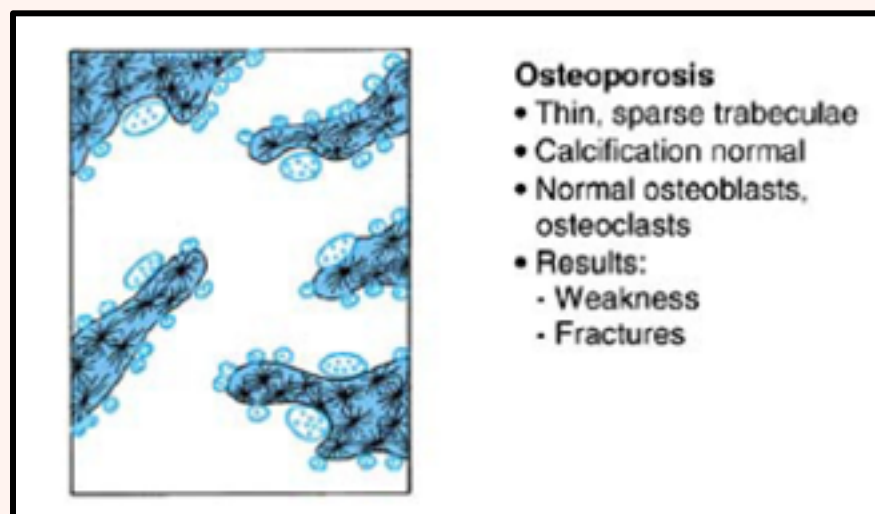 Osteoporosis
• Thin, sparse trabeculae
• Calcification normal
• Normal osteoblasts,
osteoclasts
• Results:
- Weakness
- Fractures